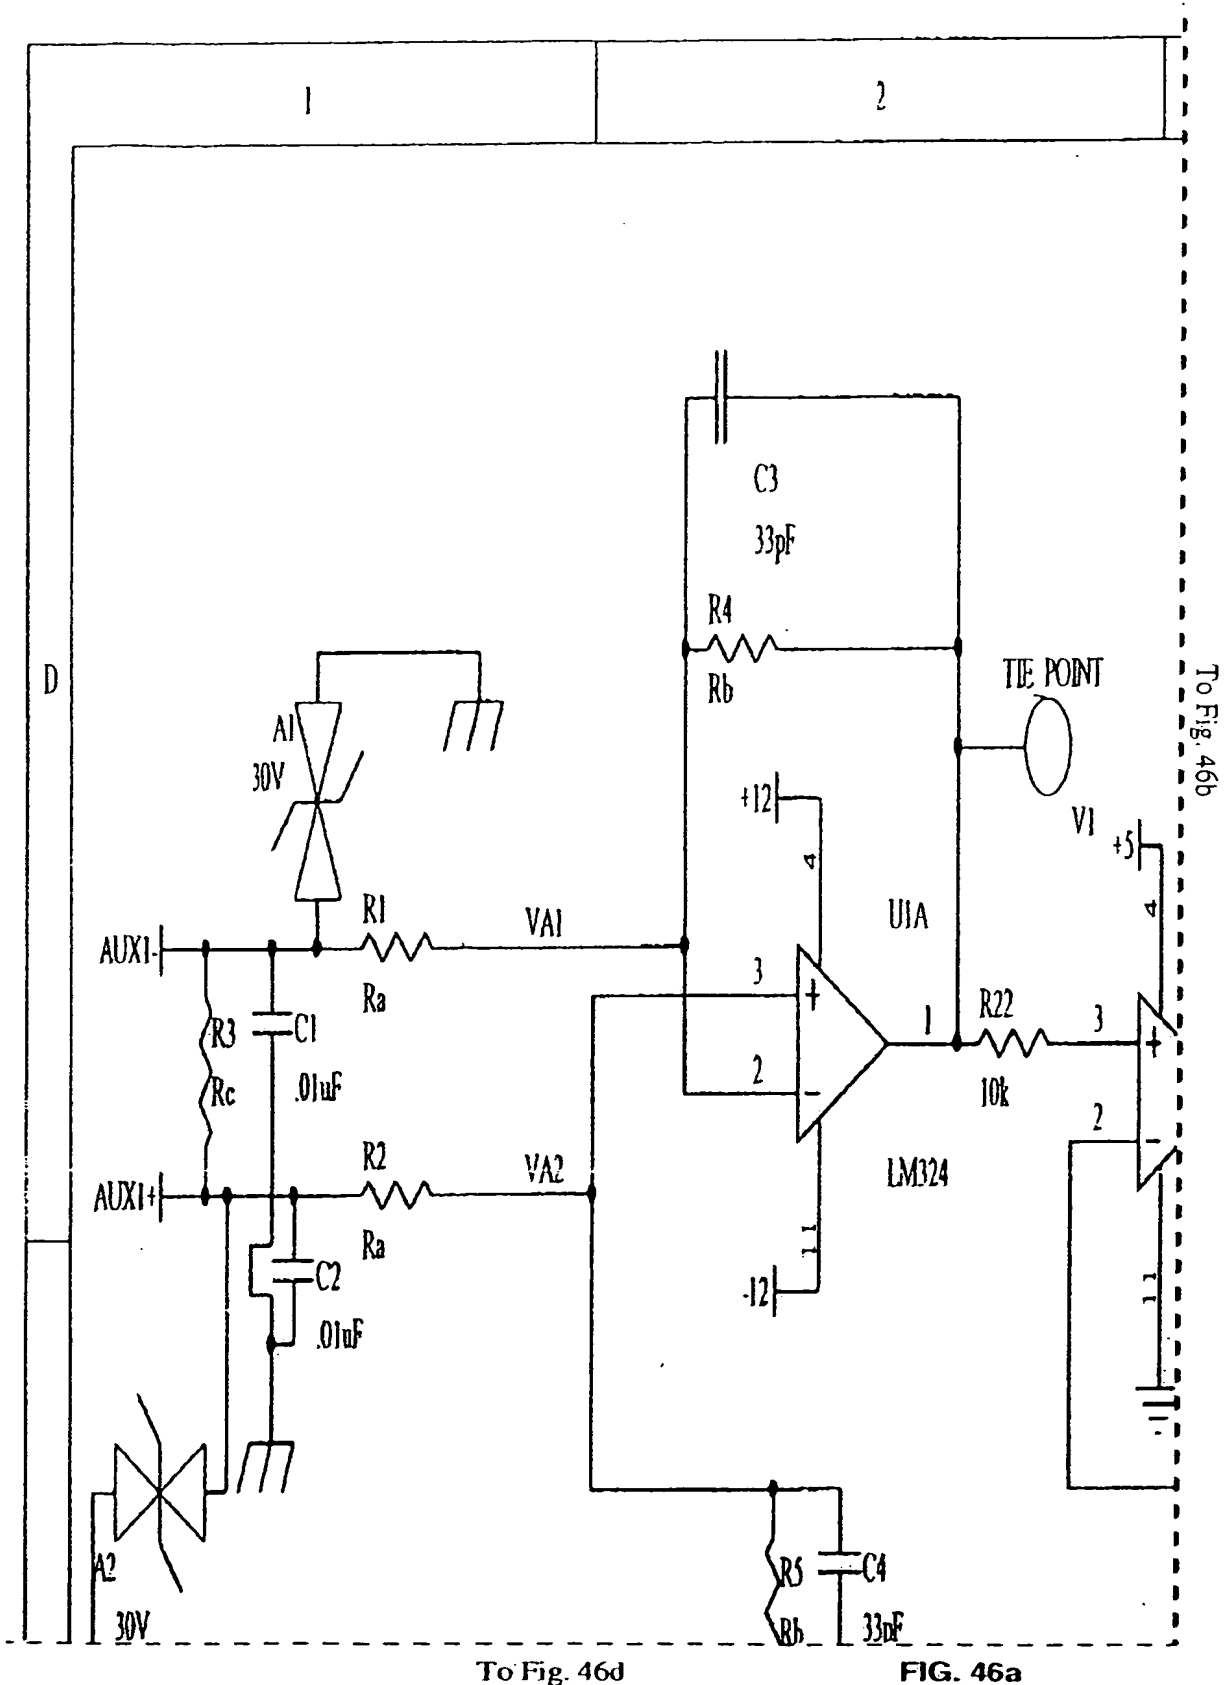 1
2
D
C3
33pF
R4
Rb
TIE POINT
To Fig. 46b
A1
30V
+12
4
V1
+5
4
U1A
R1
VA1
AUX1-
Ra
3
+
R22
1
3
+
R3
C1
Rc
.01uF
2
-
10k
2
-
R2
VA2
LM324
AUX1+
Ra
11
-12
C2
11
.01uF
A2
30V
R5
C4
Rb
33pF
To Fig. 46d
FIG. 46a